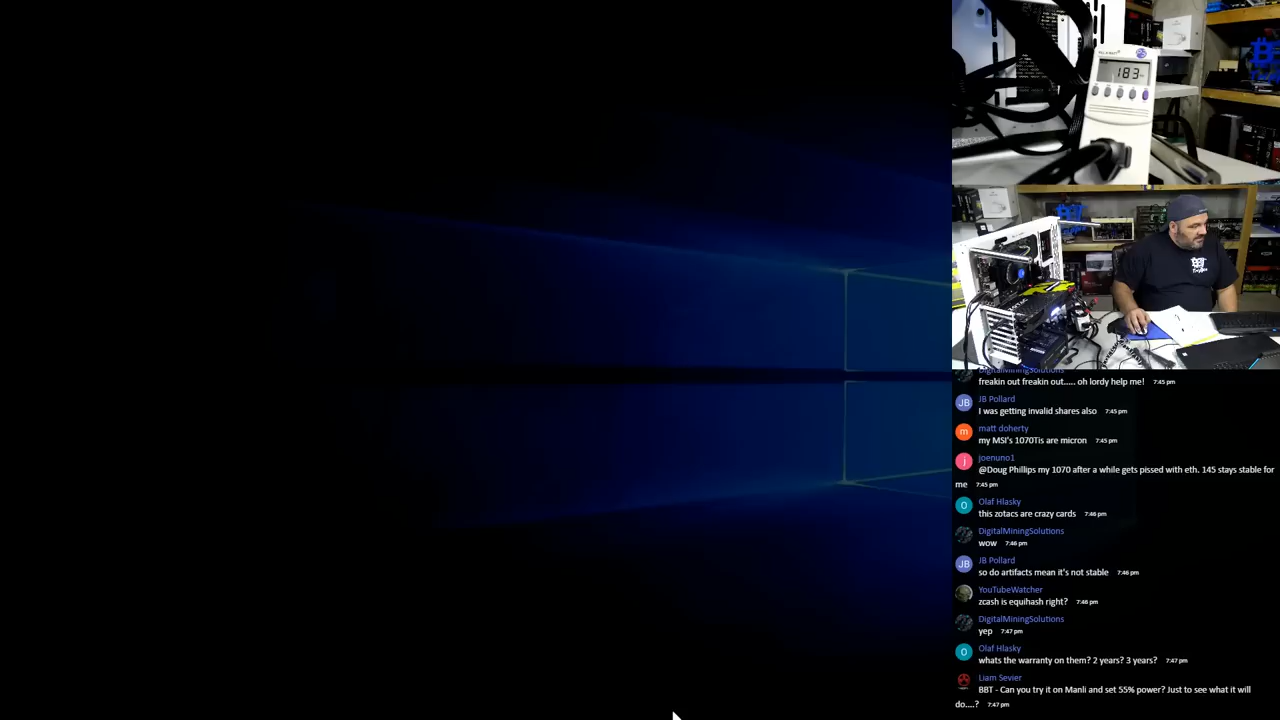 183
BBT
ZOTAC
DigitalMiningSolutions
freakin out freakin out..... oh lordy help me! 7:45 pm
JB
JB Pollard
I was getting invalid shares also 7:45 pm
m
matt doherty
my MSI's 1070Tis are micron 7:45 pm
j
joenuno1
@Doug Phillips my 1070 after a while gets pissed with eth. 145 stays stable for
me 7:45 pm
O
Olaf Hlasky
this zotacs are crazy cards 7:46 pm
DigitalMiningSolutions
wow 7:46 pm
JB
JB Pollard
so do artifacts mean it's not stable 7:46 pm
YouTubeWatcher
zcash is equihash right? 7:46 pm
DigitalMiningSolutions
yep 7:47 pm
O
Olaf Hlasky
whats the warranty on them? 2 years? 3 years? 7:47 pm
Liam Sevier
BBT - Can you try it on Manli and set 55% power? Just to see what it will
do....? 7:47 pm